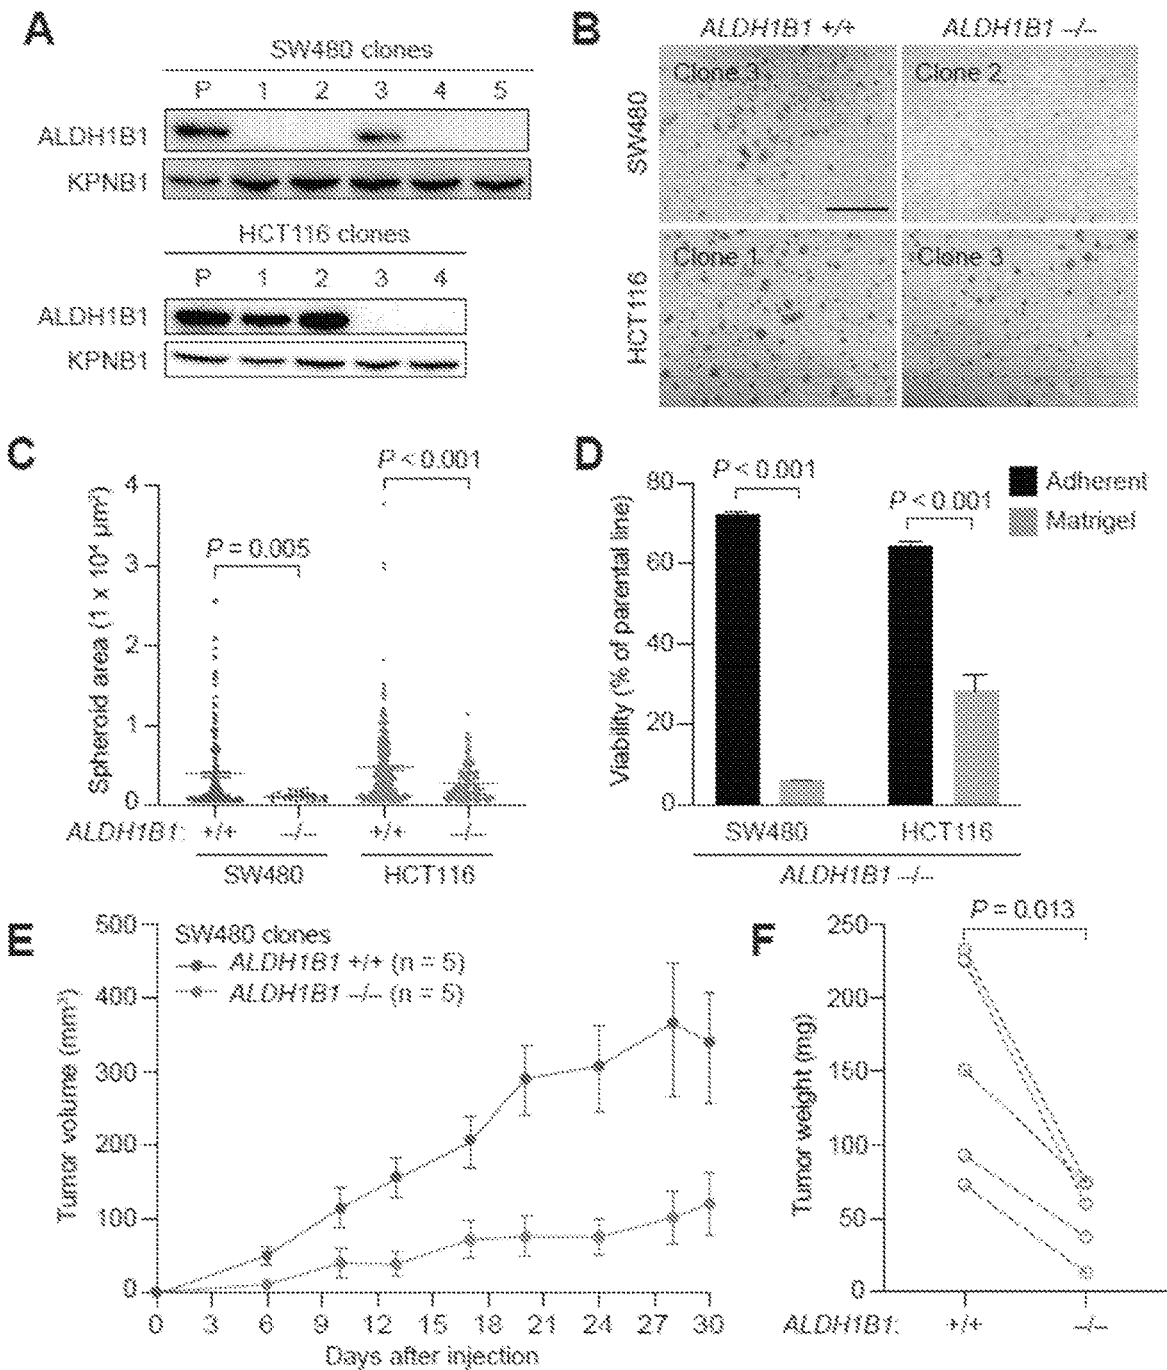 A
SW480 clones
P 1 2 3 4 5
ALDH1B1
KPNB1
HCT116 clones
P 1 2 3 4
ALDH1B1
KPNB1
B
ALDH1B1 +/+ ALDH1B1 –/–
SW480
Clone 3 Clone 2
HCT116
Clone 1 Clone 3
C
Spheroid area (1 x 10⁴ µm²)
4
3
2
1
0
P = 0.005
P < 0.001
ALDH1B1: +/+ –/– +/+ –/–
SW480 HCT116
D
Viability (% of parental line)
80
60
40
20
0
P < 0.001
P < 0.001
Adherent
Matrigel
SW480 HCT116
ALDH1B1 –/–
E
Tumor volume (mm³)
500
400
300
200
100
0
SW480 clones
ALDH1B1 +/+ (n = 5)
ALDH1B1 –/– (n = 5)
0 3 6 9 12 15 18 21 24 27 30
Days after injection
F
Tumor weight (mg)
250
200
150
100
50
0
P = 0.013
ALDH1B1: +/+ –/–